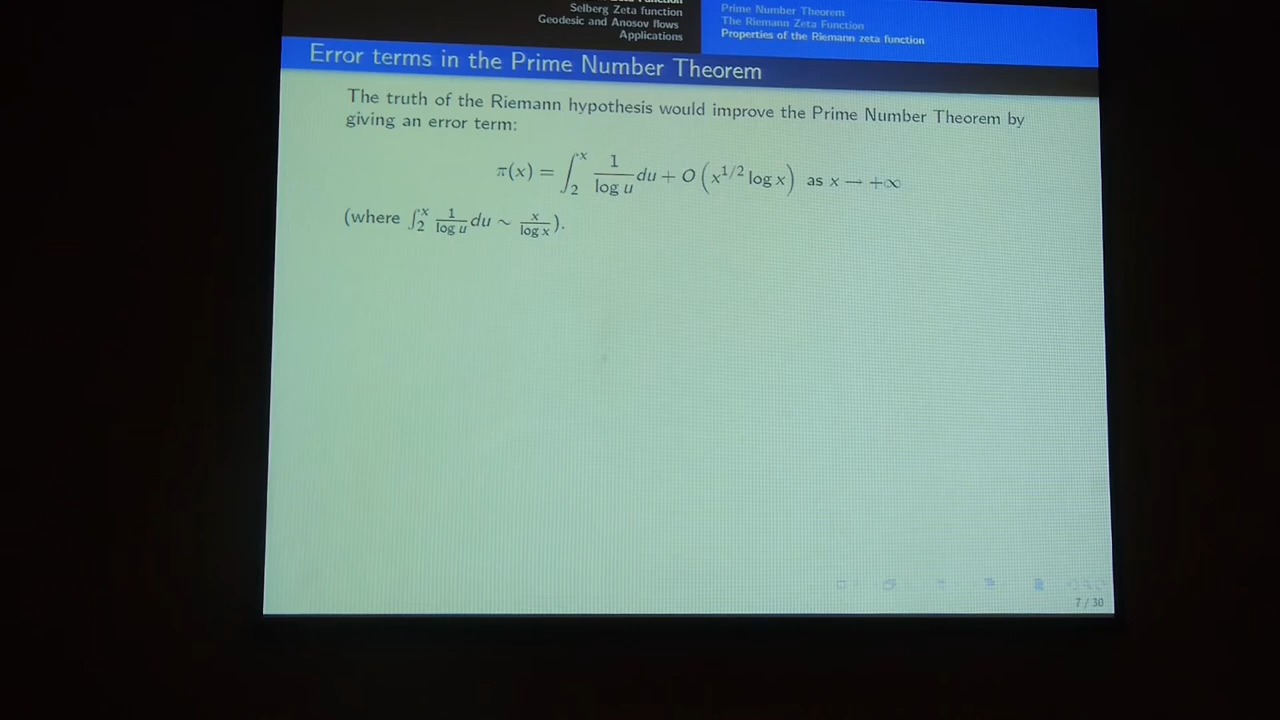 Selberg Zeta function
Geodesic and Anosov flows
Applications
Prime Number Theorem
The Riemann Zeta Function
Properties of the Riemann zeta function
Error terms in the Prime Number Theorem
The truth of the Riemann hypothesis would improve the Prime Number Theorem by
giving an error term:
π(x) = ∫₂ˣ 1/log u du + O (x^{1/2} log x) as x → +∞
(where ∫₂ˣ 1/log u du ~ x/log x).
7 / 30